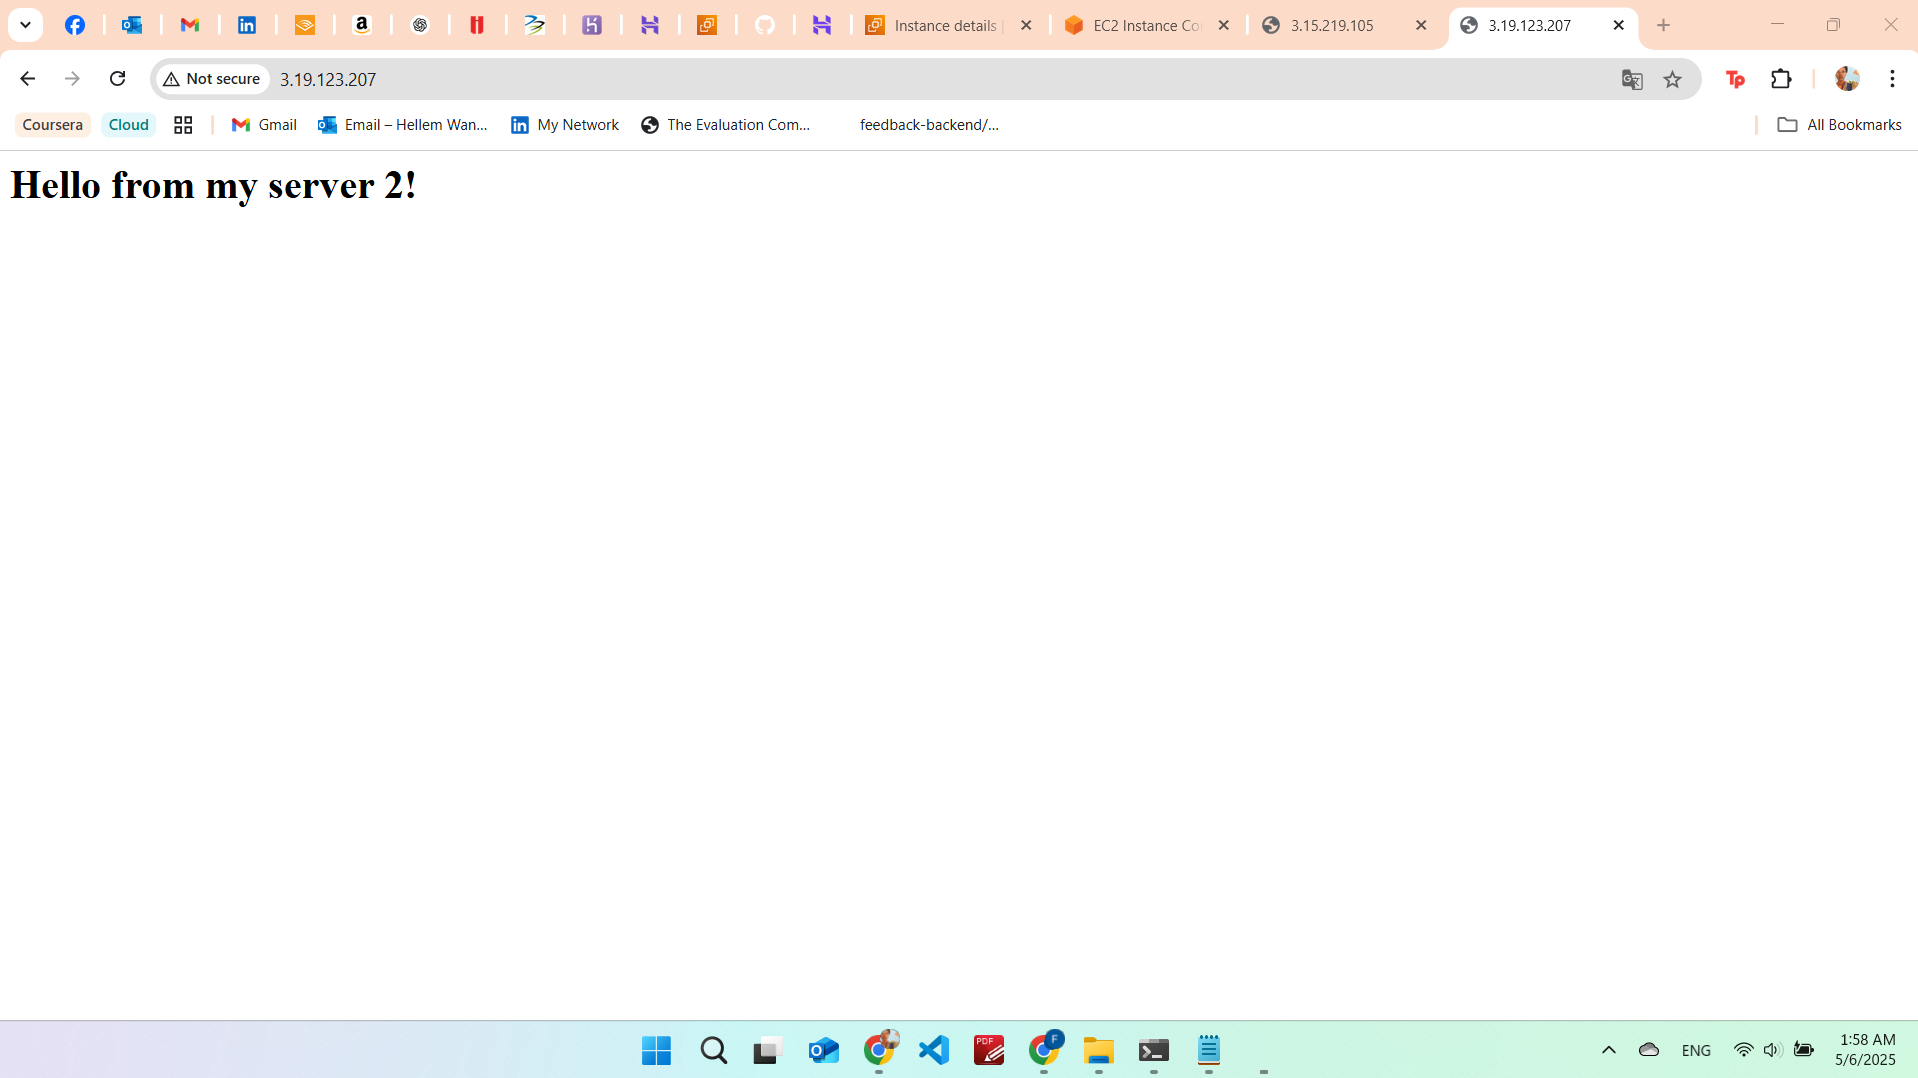 Instance details |
EC2 Instance Co
3.15.219.105
3.19.123.207
Not secure
3.19.123.207
Tp
Coursera
Cloud
Gmail
Email – Hellem Wan...
My Network
The Evaluation Com...
feedback-backend/...
All Bookmarks
Hello from my server 2!
PDF
F
ENG
1:58 AM
5/6/2025